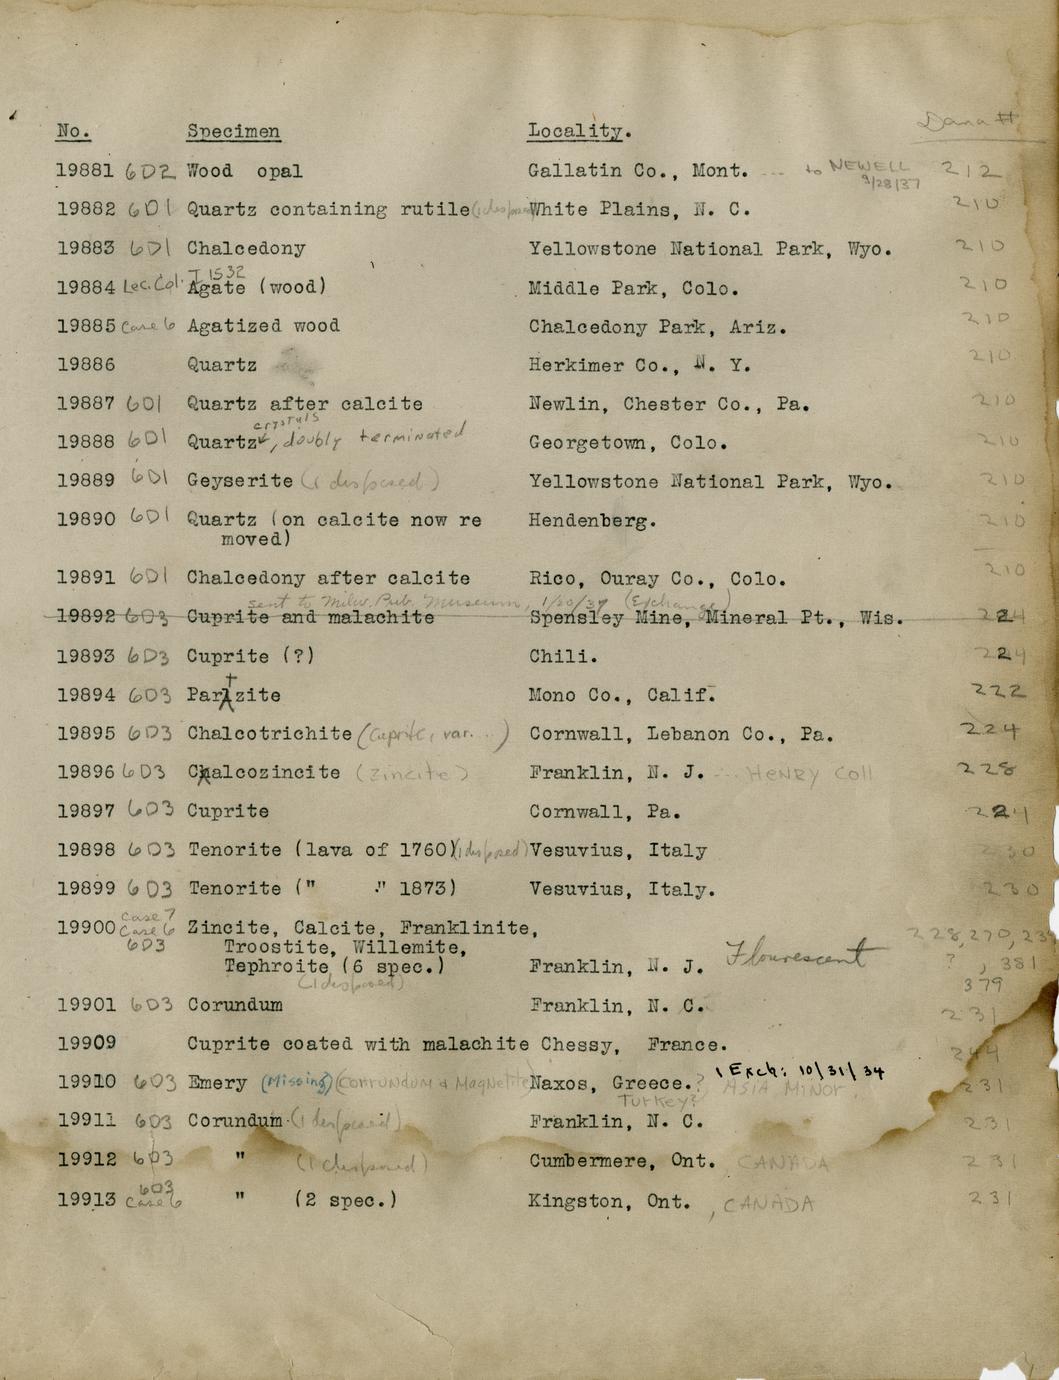 No. Specimen Locality. Dana #
19881 602 Wood opal Gallatin Co., Mont. ... to NEWELL 9/28/37 212
19882 601 Quartz containing rutile (1 disposed) White Plains, N. C. 210
19883 601 Chalcedony Yellowstone National Park, Wyo. 210
19884 Lec. Col. I 1532 Agate (wood) Middle Park, Colo. 210
19885 Case 6 Agatized wood Chalcedony Park, Ariz. 210
19886 Quartz Herkimer Co., N. Y. 210
19887 601 Quartz after calcite Newlin, Chester Co., Pa. 210
crystals
19888 601 Quartz, doubly terminated Georgetown, Colo. 210
19889 601 Geyserite (1 disposed) Yellowstone National Park, Wyo. 210
19890 601 Quartz (on calcite now re Hendenberg. 210
moved)
19891 601 Chalcedony after calcite Rico, Ouray Co., Colo. 210
sent to Milw. Pub. Museum, 1/20/37 (Exchange)
19892 603 Cuprite and malachite Spensley Mine, Mineral Pt., Wis. 224
19893 603 Cuprite (?) Chili. 224
19894 603 Partzite Mono Co., Calif. 222
19895 603 Chalcotrichite (Cuprite, var...) Cornwall, Lebanon Co., Pa. 224
19896 603 Calcozincite (Zincite) Franklin, N. J. ... HENRY Coll 228
19897 603 Cuprite Cornwall, Pa. 224
19898 603 Tenorite (lava of 1760) (1 disposed) Vesuvius, Italy 230
19899 603 Tenorite (" " 1873) Vesuvius, Italy. 230
Case 7
19900 Case 6 Zincite, Calcite, Franklinite, 228, 270,
603 Troostite, Willemite, Flourescent
Tephroite (6 spec.) Franklin, N. J. ? , 381
(1 disposed) 379
19901 603 Corundum Franklin, N. C. 231
19909 Cuprite coated with malachite Chessy, France. 244
19910 603 Emery (Missing) (CORRUNDUM & MAGNETITE) Naxos, Greece. ? Exch: 10/31/34 ASIA MINOR. 231
Turkey?
19911 603 Corundum (1 disposed) Franklin, N. C. 231
19912 603 " (1 disposed) Cumbermere, Ont. CANADA 231
603
19913 Case 6 " (2 spec.) Kingston, Ont. , CANADA 231